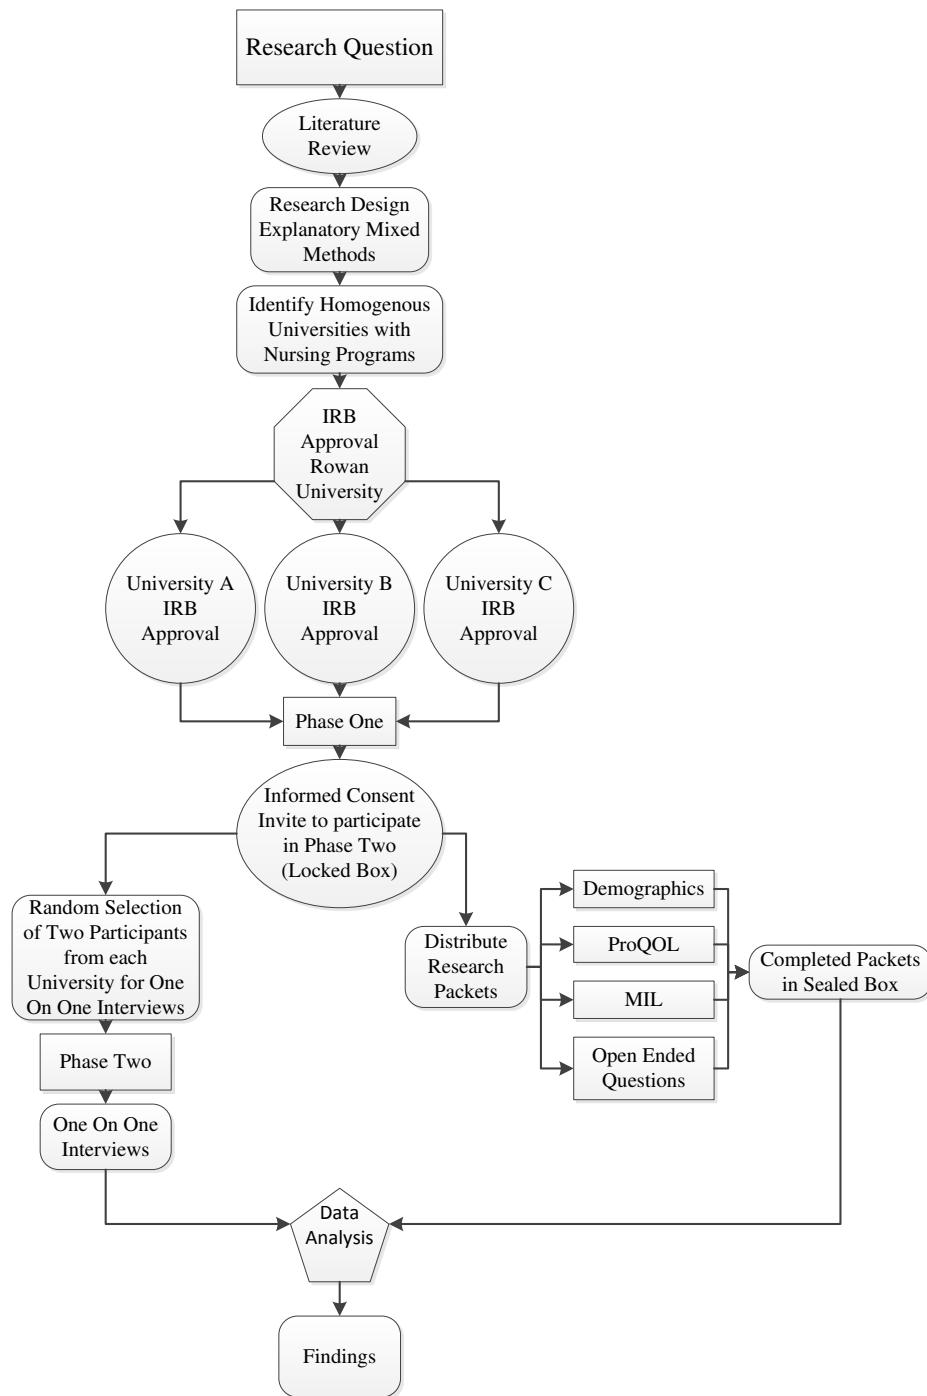 Research Question
Literature
Review
Research Design
Explanatory Mixed
Methods
Identify Homogenous
Universities with
Nursing Programs
IRB
Approval
Rowan
University
University A
IRB
Approval
University B
IRB
Approval
University C
IRB
Approval
Phase One
Informed Consent
Invite to participate
in Phase Two
(Locked Box)
Random Selection
of Two Participants
from each
University for One
On One Interviews
Phase Two
One On One
Interviews
Distribute
Research
Packets
Demographics
ProQOL
MIL
Open Ended
Questions
Completed Packets
in Sealed Box
Data
Analysis
Findings